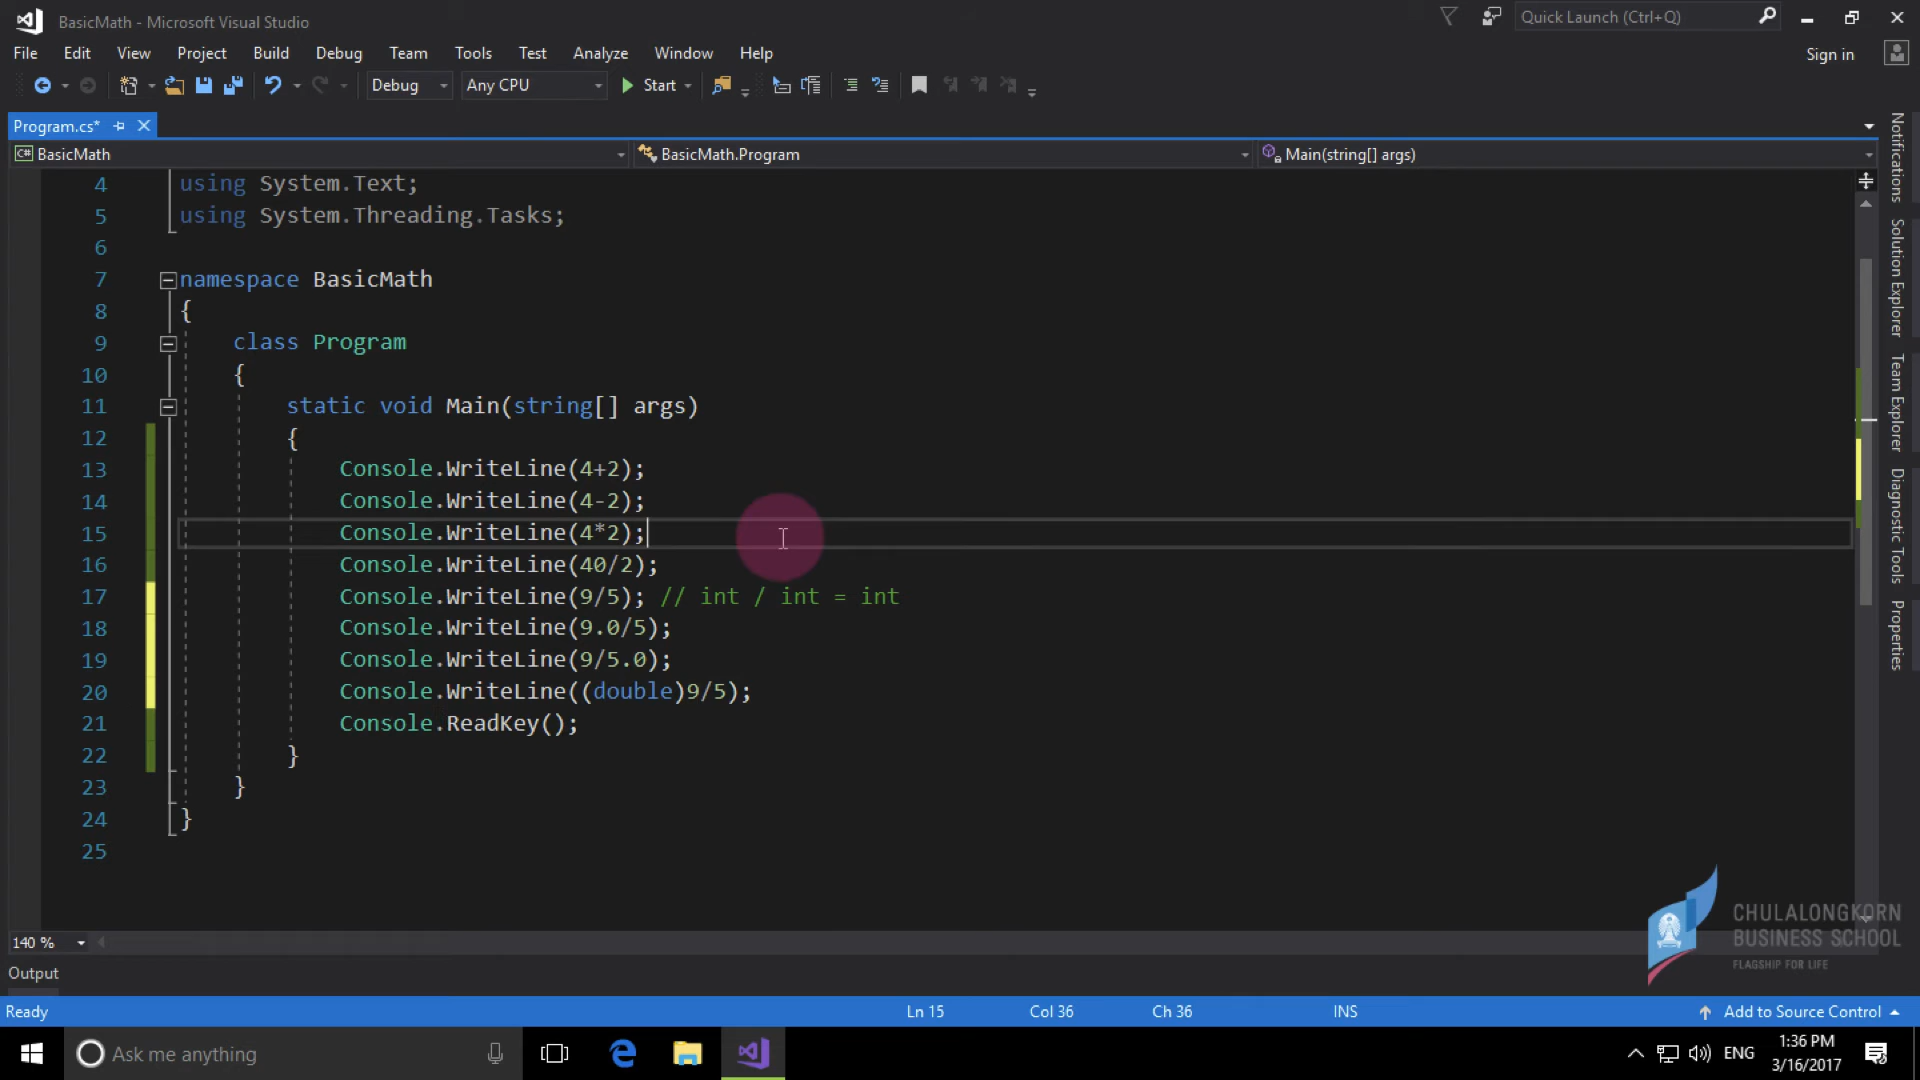 BasicMath - Microsoft Visual Studio
Quick Launch (Ctrl+Q)
File Edit View Project Build Debug Team Tools Test Analyze Window Help
Sign in
Debug Any CPU Start
Program.cs*
BasicMath BasicMath.Program Main(string[] args)
4 using System.Text;
5 using System.Threading.Tasks;
6
7 namespace BasicMath
8 {
9 class Program
10 {
11 static void Main(string[] args)
12 {
13 Console.WriteLine(4+2);
14 Console.WriteLine(4-2);
15 Console.WriteLine(4*2);
16 Console.WriteLine(40/2);
17 Console.WriteLine(9/5); // int / int = int
18 Console.WriteLine(9.0/5);
19 Console.WriteLine(9/5.0);
20 Console.WriteLine((double)9/5);
21 Console.ReadKey();
22 }
23 }
24 }
25
Notifications
Solution Explorer
Team Explorer
Diagnostic Tools
Properties
CHULALONGKORN
BUSINESS SCHOOL
FLAGSHIP FOR LIFE
140 %
Output
Ready Ln 15 Col 36 Ch 36 INS Add to Source Control
Ask me anything
ENG
1:36 PM
3/16/2017